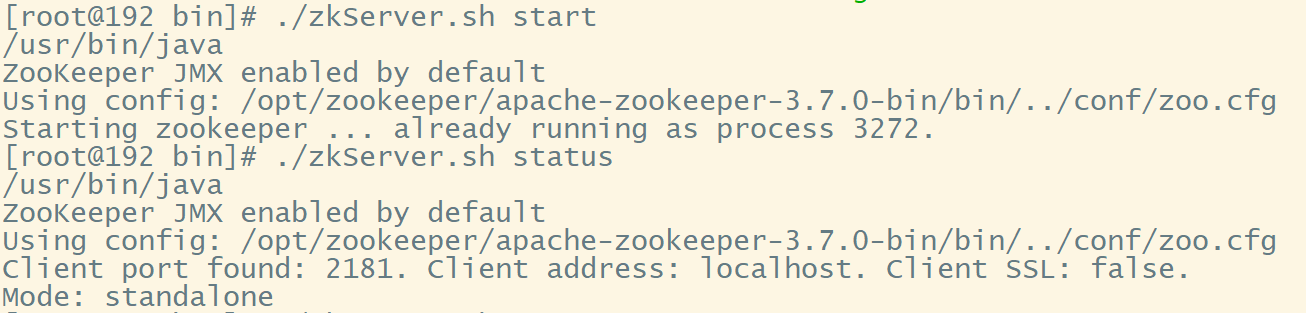 [root@192 bin]# ./zkServer.sh start
/usr/bin/java
ZooKeeper JMX enabled by default
Using config: /opt/zookeeper/apache-zookeeper-3.7.0-bin/bin/../conf/zoo.cfg
Starting zookeeper ... already running as process 3272.
[root@192 bin]# ./zkServer.sh status
/usr/bin/java
ZooKeeper JMX enabled by default
Using config: /opt/zookeeper/apache-zookeeper-3.7.0-bin/bin/../conf/zoo.cfg
Client port found: 2181. Client address: localhost. Client SSL: false.
Mode: standalone